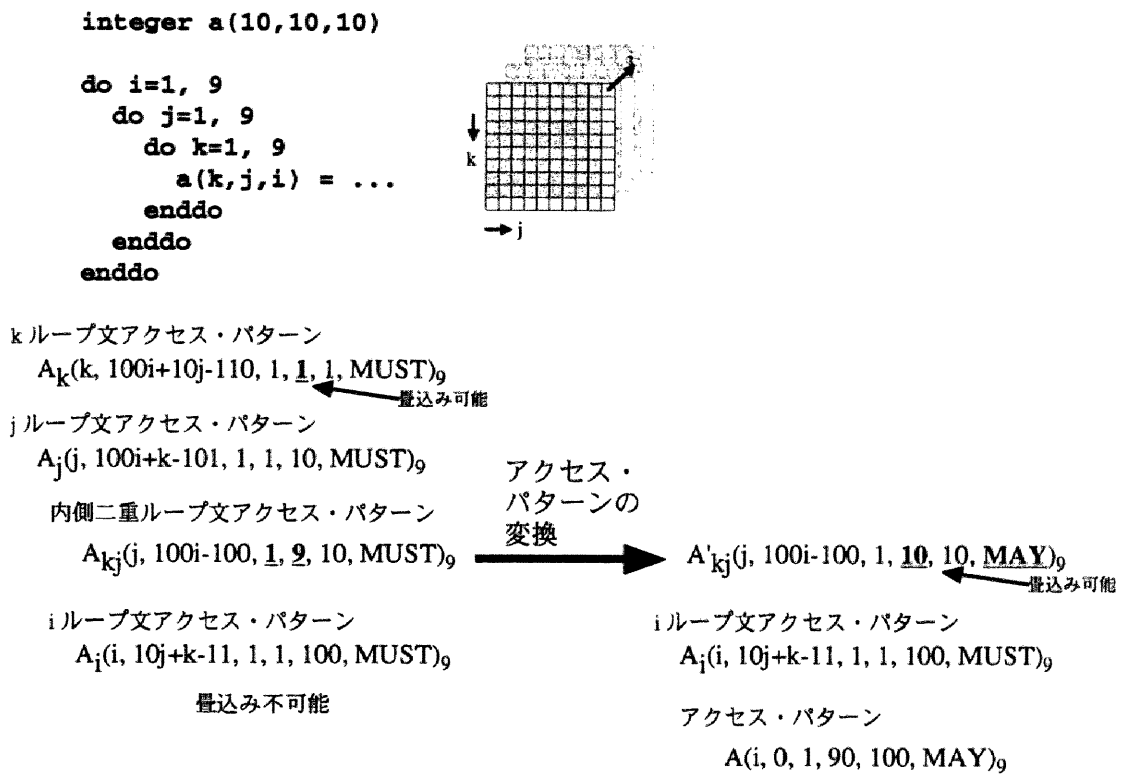 integer a(10,10,10)
do i=1, 9
do j=1, 9
do k=1, 9
a(k,j,i) = ...
enddo
enddo
enddo
k
j
k ループ文アクセス・パターン
Ak(k, 100i+10j-110, 1, 1, 1, MUST)9
畳込み可能
j ループ文アクセス・パターン
Aj(j, 100i+k-101, 1, 1, 10, MUST)9
内側二重ループ文アクセス・パターン
Akj(j, 100i-100, 1, 9, 10, MUST)9
アクセス・
パターンの
変換
A'kj(j, 100i-100, 1, 10, 10, MAY)9
畳込み可能
i ループ文アクセス・パターン
Ai(i, 10j+k-11, 1, 1, 100, MUST)9
畳込み不可能
i ループ文アクセス・パターン
Ai(i, 10j+k-11, 1, 1, 100, MUST)9
アクセス・パターン
A(i, 0, 1, 90, 100, MAY)9